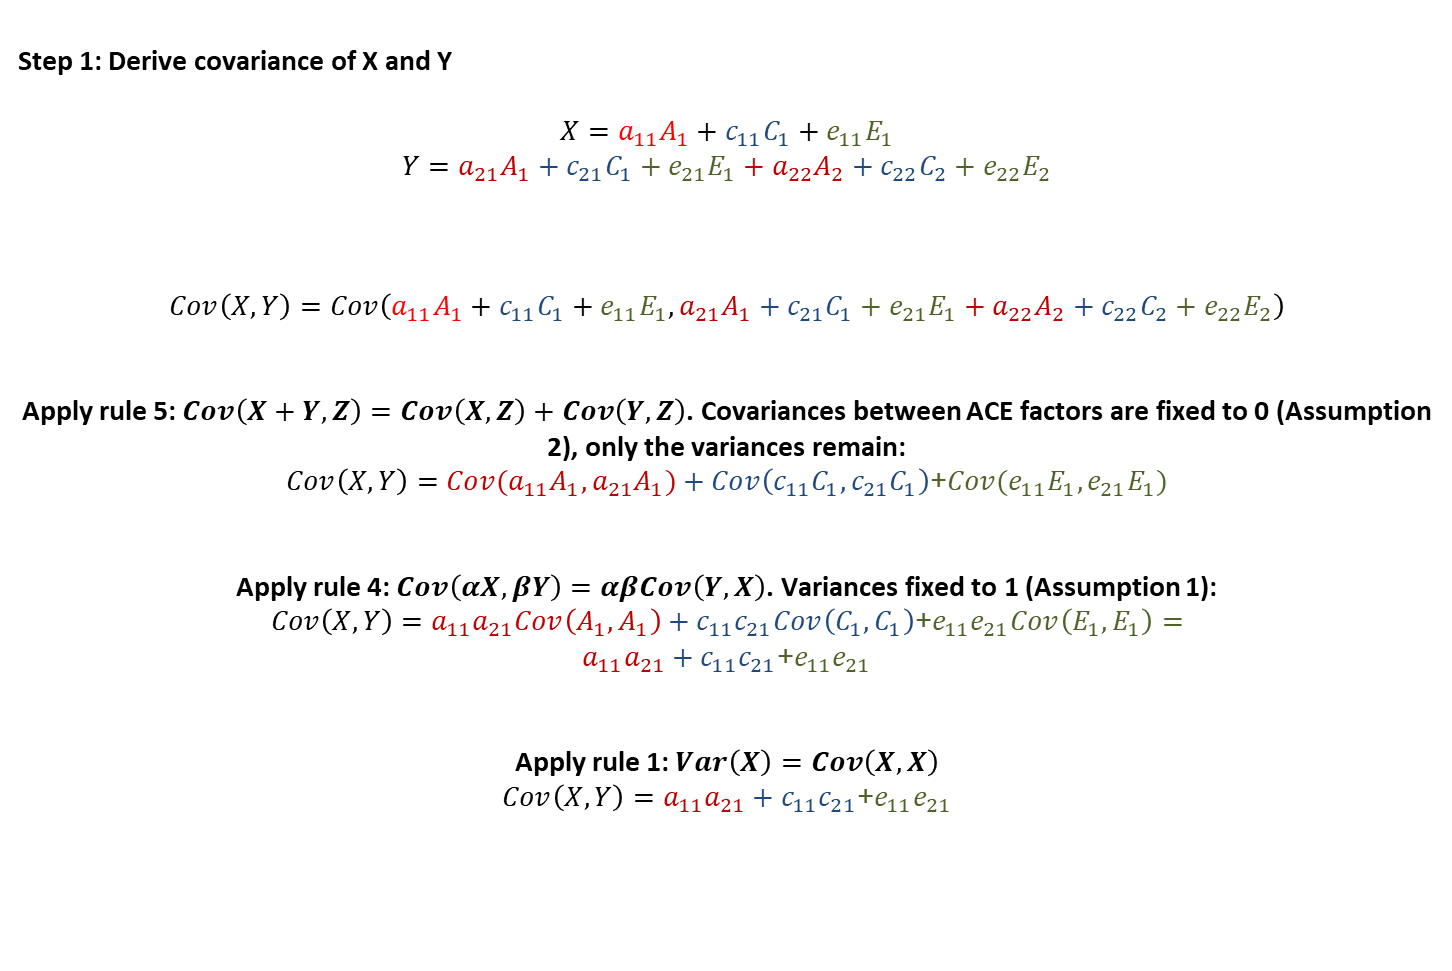 Step 1: Derive covariance of X and Y
X = a₁₁A₁ + c₁₁C₁ + e₁₁E₁
Y = a₂₁A₁ + c₂₁C₁ + e₂₁E₁ + a₂₂A₂ + c₂₂C₂ + e₂₂E₂
Cov(X,Y) = Cov(a₁₁A₁ + c₁₁C₁ + e₁₁E₁, a₂₁A₁ + c₂₁C₁ + e₂₁E₁ + a₂₂A₂ + c₂₂C₂ + e₂₂E₂)
Apply rule 5: Cov(X + Y, Z) = Cov(X, Z) + Cov(Y, Z). Covariances between ACE factors are fixed to 0 (Assumption
2), only the variances remain:
Cov(X,Y) = Cov(a₁₁A₁, a₂₁A₁) + Cov(c₁₁C₁, c₂₁C₁)+Cov(e₁₁E₁, e₂₁E₁)
Apply rule 4: Cov(αX, βY) = αβCov(Y, X). Variances fixed to 1 (Assumption 1):
Cov(X,Y) = a₁₁a₂₁Cov(A₁, A₁) + c₁₁c₂₁Cov(C₁, C₁)+e₁₁e₂₁Cov(E₁, E₁) =
a₁₁a₂₁ + c₁₁c₂₁+e₁₁e₂₁
Apply rule 1: Var(X) = Cov(X, X)
Cov(X,Y) = a₁₁a₂₁ + c₁₁c₂₁+e₁₁e₂₁